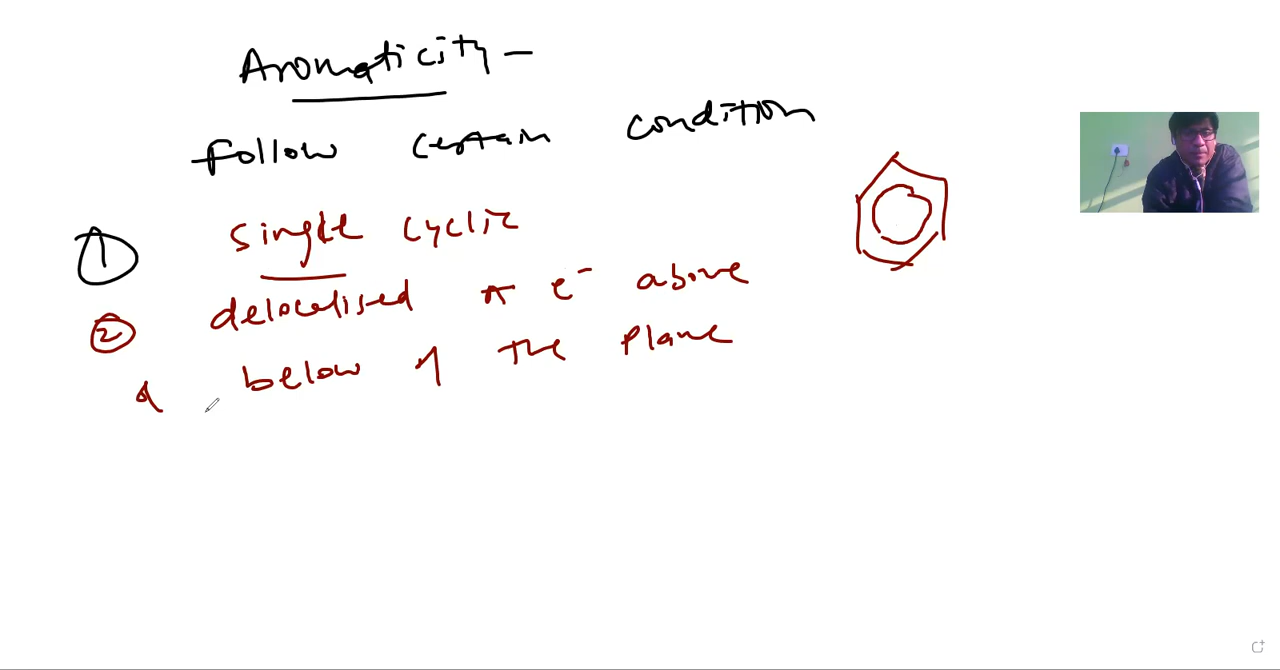 Aromaticity -
Follow certain condition
① Single cyclic
② delocalised π e⁻ above
& below of the plane